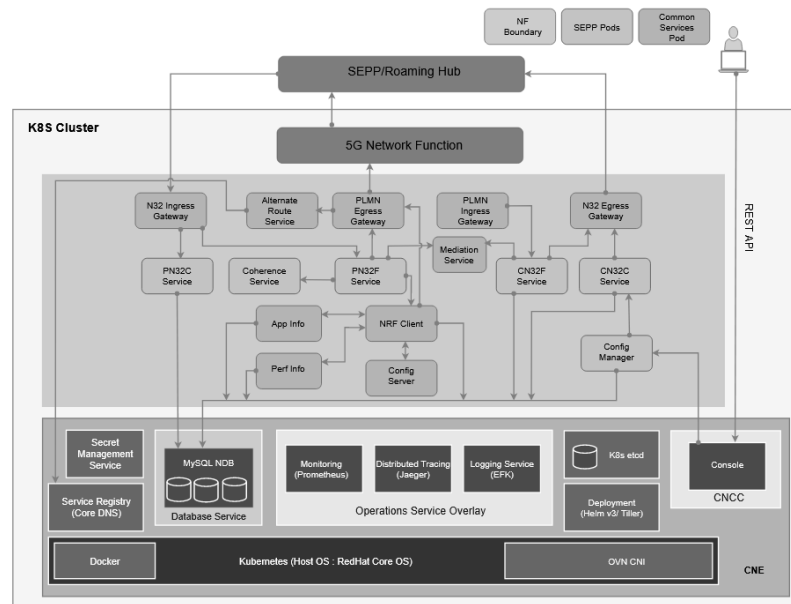 NF
Boundary
SEPP Pods
Common
Services
Pod
SEPP/Roaming Hub
K8S Cluster
5G Network Function
N32 Ingress
Gateway
Alternate
Route
Service
PLMN
Egress
Gateway
PLMN
Ingress
Gateway
N32 Egress
Gateway
REST API
Mediation
Service
PN32C
Service
Coherence
Service
PN32F
Service
CN32F
Service
CN32C
Service
App Info
NRF Client
Config
Manager
Perf Info
Config
Server
Secret
Management
Service
MySQL NDB
Database Service
Monitoring
(Prometheus)
Distributed Tracing
(Jaeger)
Logging Service
(EFK)
Operations Service Overlay
K8s etcd
Console
CNCC
Service Registry
(Core DNS)
Deployment
(Helm v3/ Tiller)
Docker
Kubernetes (Host OS : RedHat Core OS)
OVN CNI
CNE